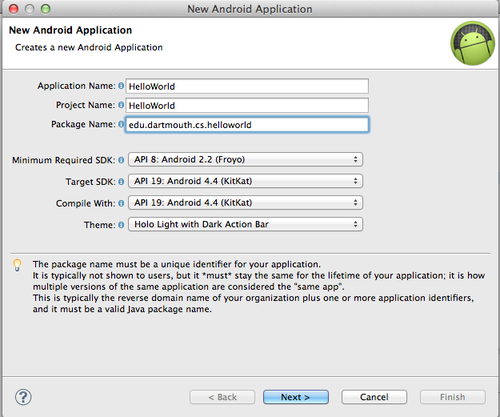 New Android Application
New Android Application
Creates a new Android Application
Application Name: HelloWorld
Project Name: HelloWorld
Package Name: edu.dartmouth.cs.helloworld
Minimum Required SDK: API 8: Android 2.2 (Froyo)
Target SDK: API 19: Android 4.4 (KitKat)
Compile With: API 19: Android 4.4 (KitKat)
Theme: Holo Light with Dark Action Bar
The package name must be a unique identifier for your application.
It is typically not shown to users, but it *must* stay the same for the lifetime of your application; it is how
multiple versions of the same application are considered the "same app".
This is typically the reverse domain name of your organization plus one or more application identifiers,
and it must be a valid Java package name.
? < Back Next > Cancel Finish